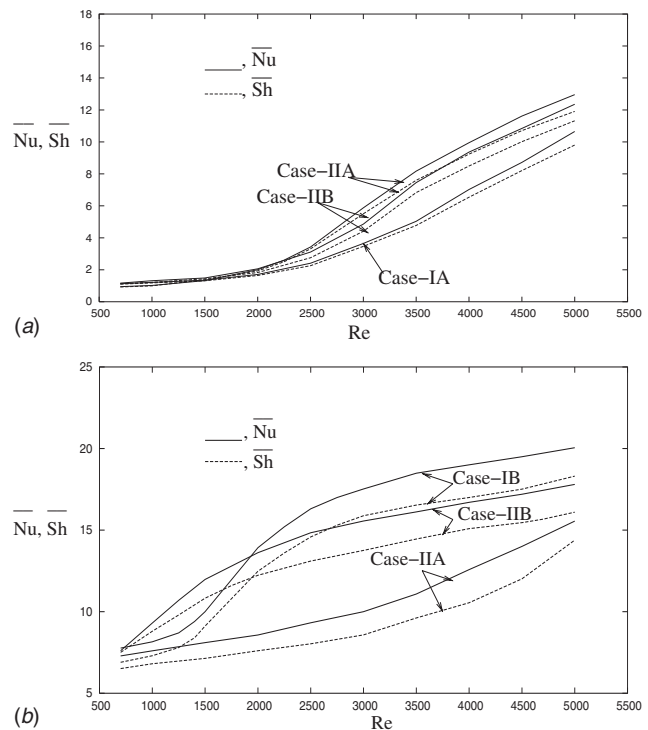 18
16
14
12
10
8
6
4
2
0
Nu, Sh
, Nu
, Sh
Case-IIA
Case-IIB
Case-IA
500 1000 1500 2000 2500 3000 3500 4000 4500 5000 5500
(a)
Re
25
20
15
10
5
Nu, Sh
, Nu
, Sh
Case-IB
Case-IIB
Case-IIA
500 1000 1500 2000 2500 3000 3500 4000 4500 5000 5500
(b)
Re